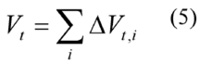 V_t = \sum_i \Delta V_{t,i} (5)